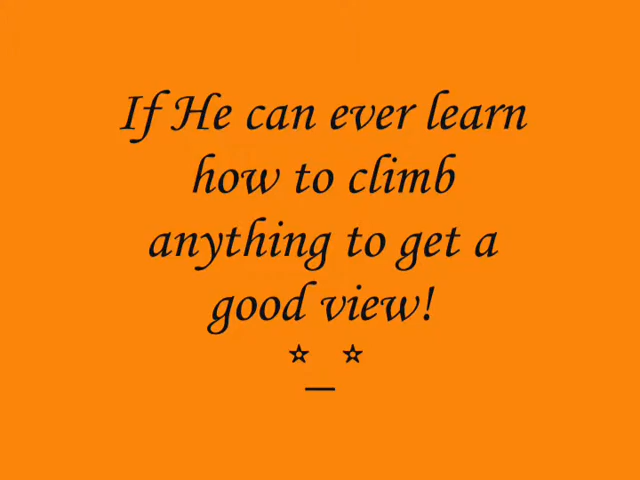 If He can ever learn
how to climb
anything to get a
good view!
*_*